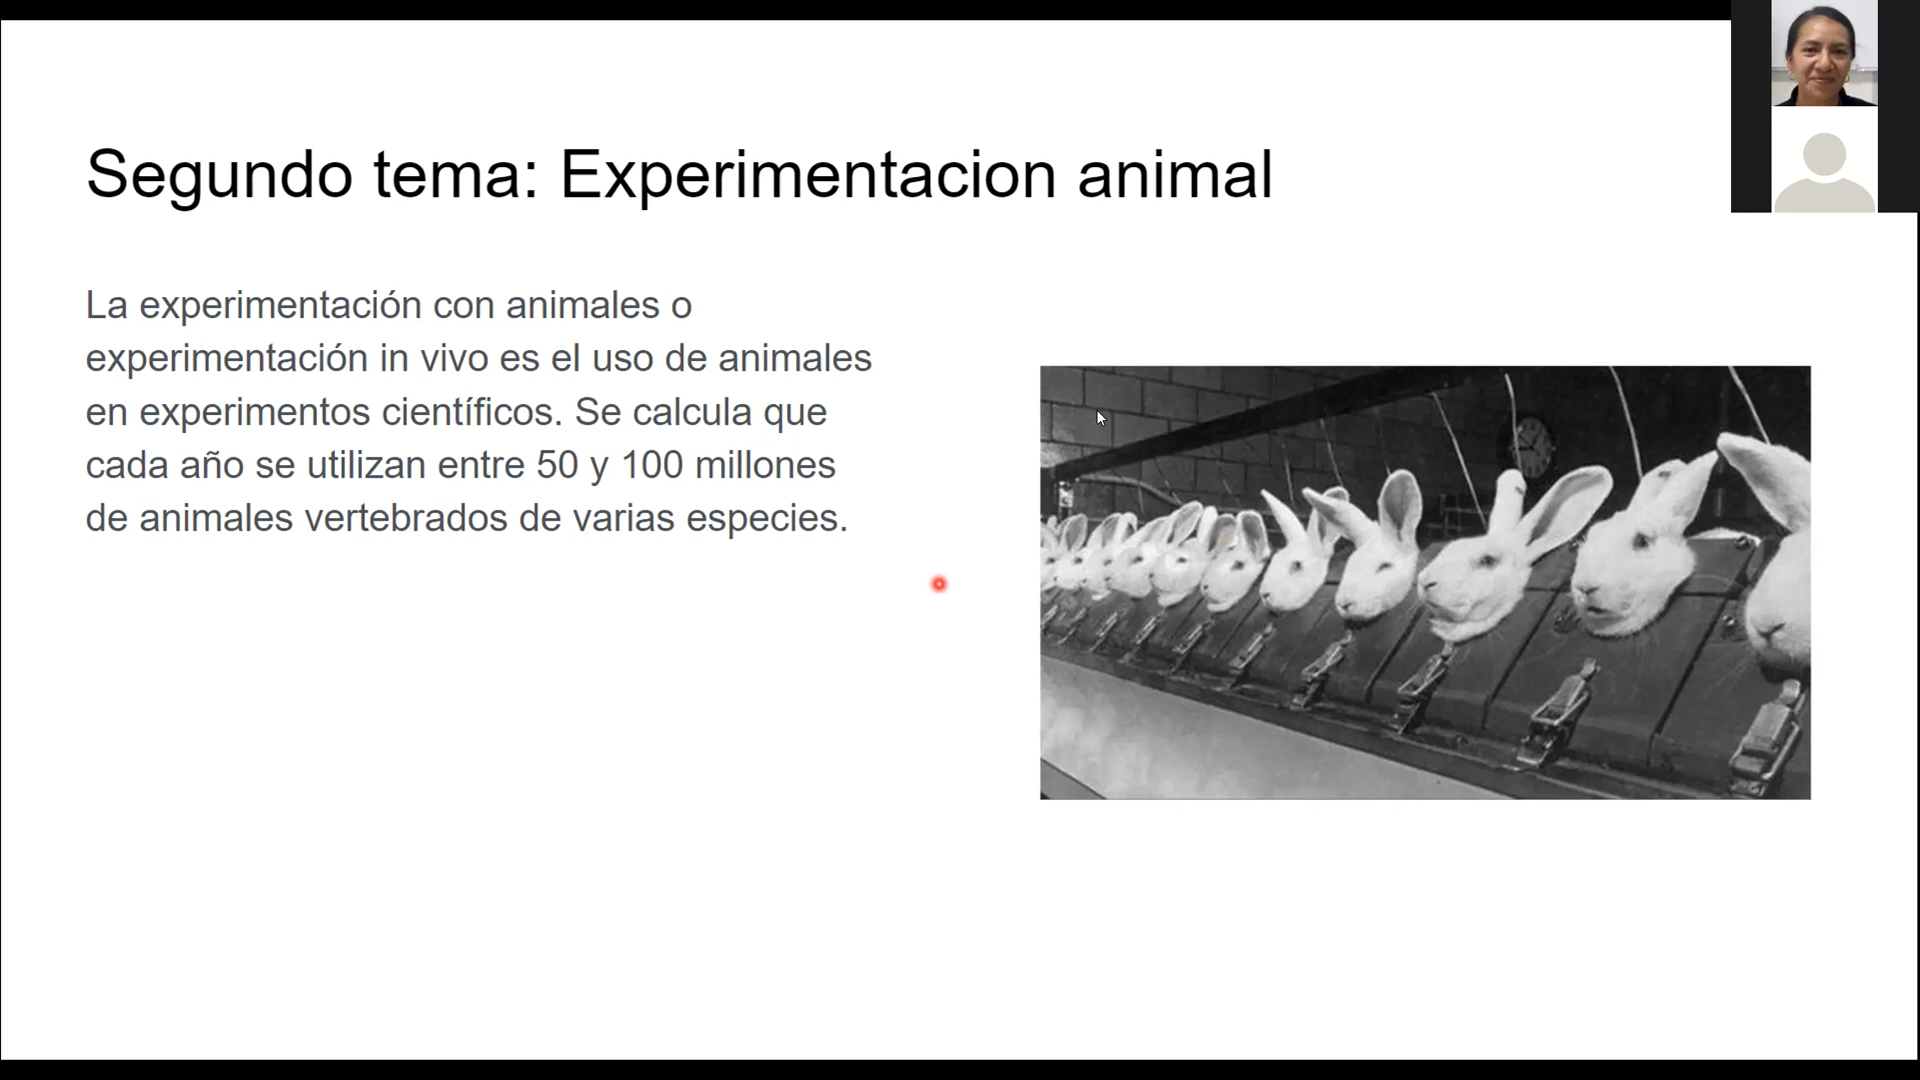 Segundo tema: Experimentacion animal
La experimentación con animales o
experimentación in vivo es el uso de animales
en experimentos científicos. Se calcula que
cada año se utilizan entre 50 y 100 millones
de animales vertebrados de varias especies.